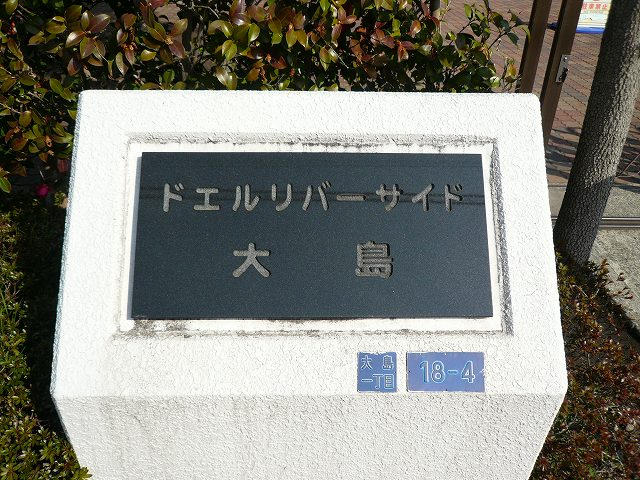 ドエルリバーサイド
大島
大島
一丁目
18-4